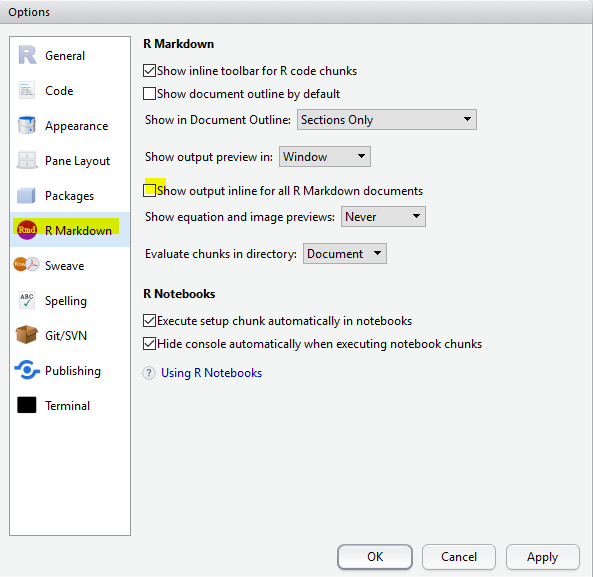 Options
General
Code
Appearance
Pane Layout
Packages
Rmd R Markdown
Rnw Sweave
ABC Spelling
Git/SVN
Publishing
Terminal
R Markdown
Show inline toolbar for R code chunks
Show document outline by default
Show in Document Outline: Sections Only
Show output preview in: Window
Show output inline for all R Markdown documents
Show equation and image previews: Never
Evaluate chunks in directory: Document
R Notebooks
Execute setup chunk automatically in notebooks
Hide console automatically when executing notebook chunks
? Using R Notebooks
OK Cancel Apply